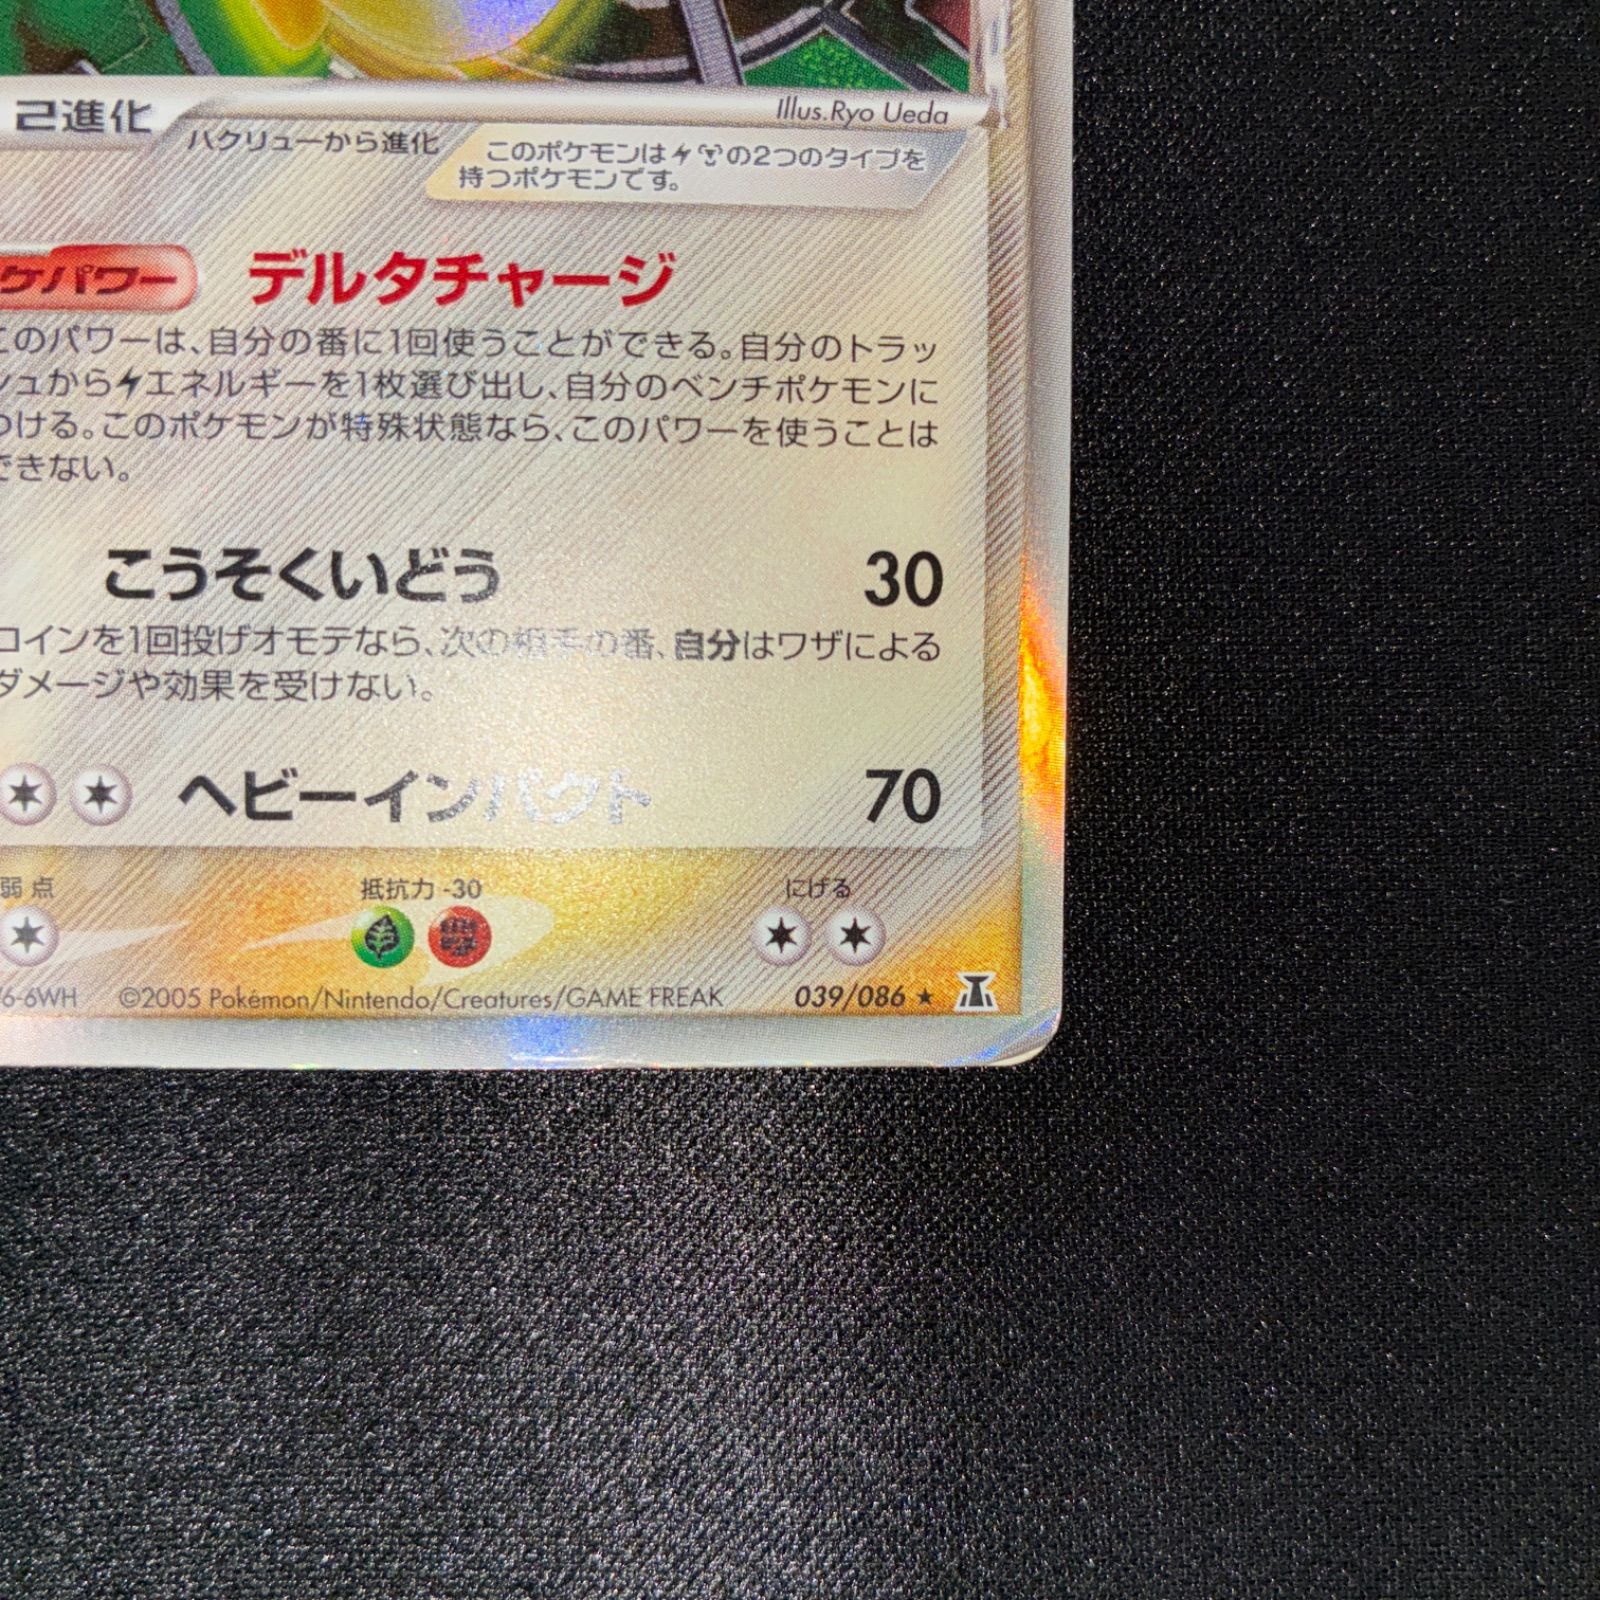 己進化
Illus.Ryo Ueda
ハクリューから進化
このポケモンはの2つのタイプを
持つポケモンです。
ケパワー デルタチャージ
このパワーは、自分の番に1回使うことができる。自分のトラッ
シュからエネルギーを1枚選び出し、自分のベンチポケモンに
つける。このポケモンが特殊状態なら、このパワーを使うことは
できない。
こうそくいどう 30
コインを1回投げオモテなら、次の相手の番、自分はワザによる
ダメージや効果を受けない。
ヘビーインパクト 70
弱点 抵抗力 -30 にげる
/6-6WH ©2005 Pokémon/Nintendo/Creatures/GAME FREAK 039/086 ★